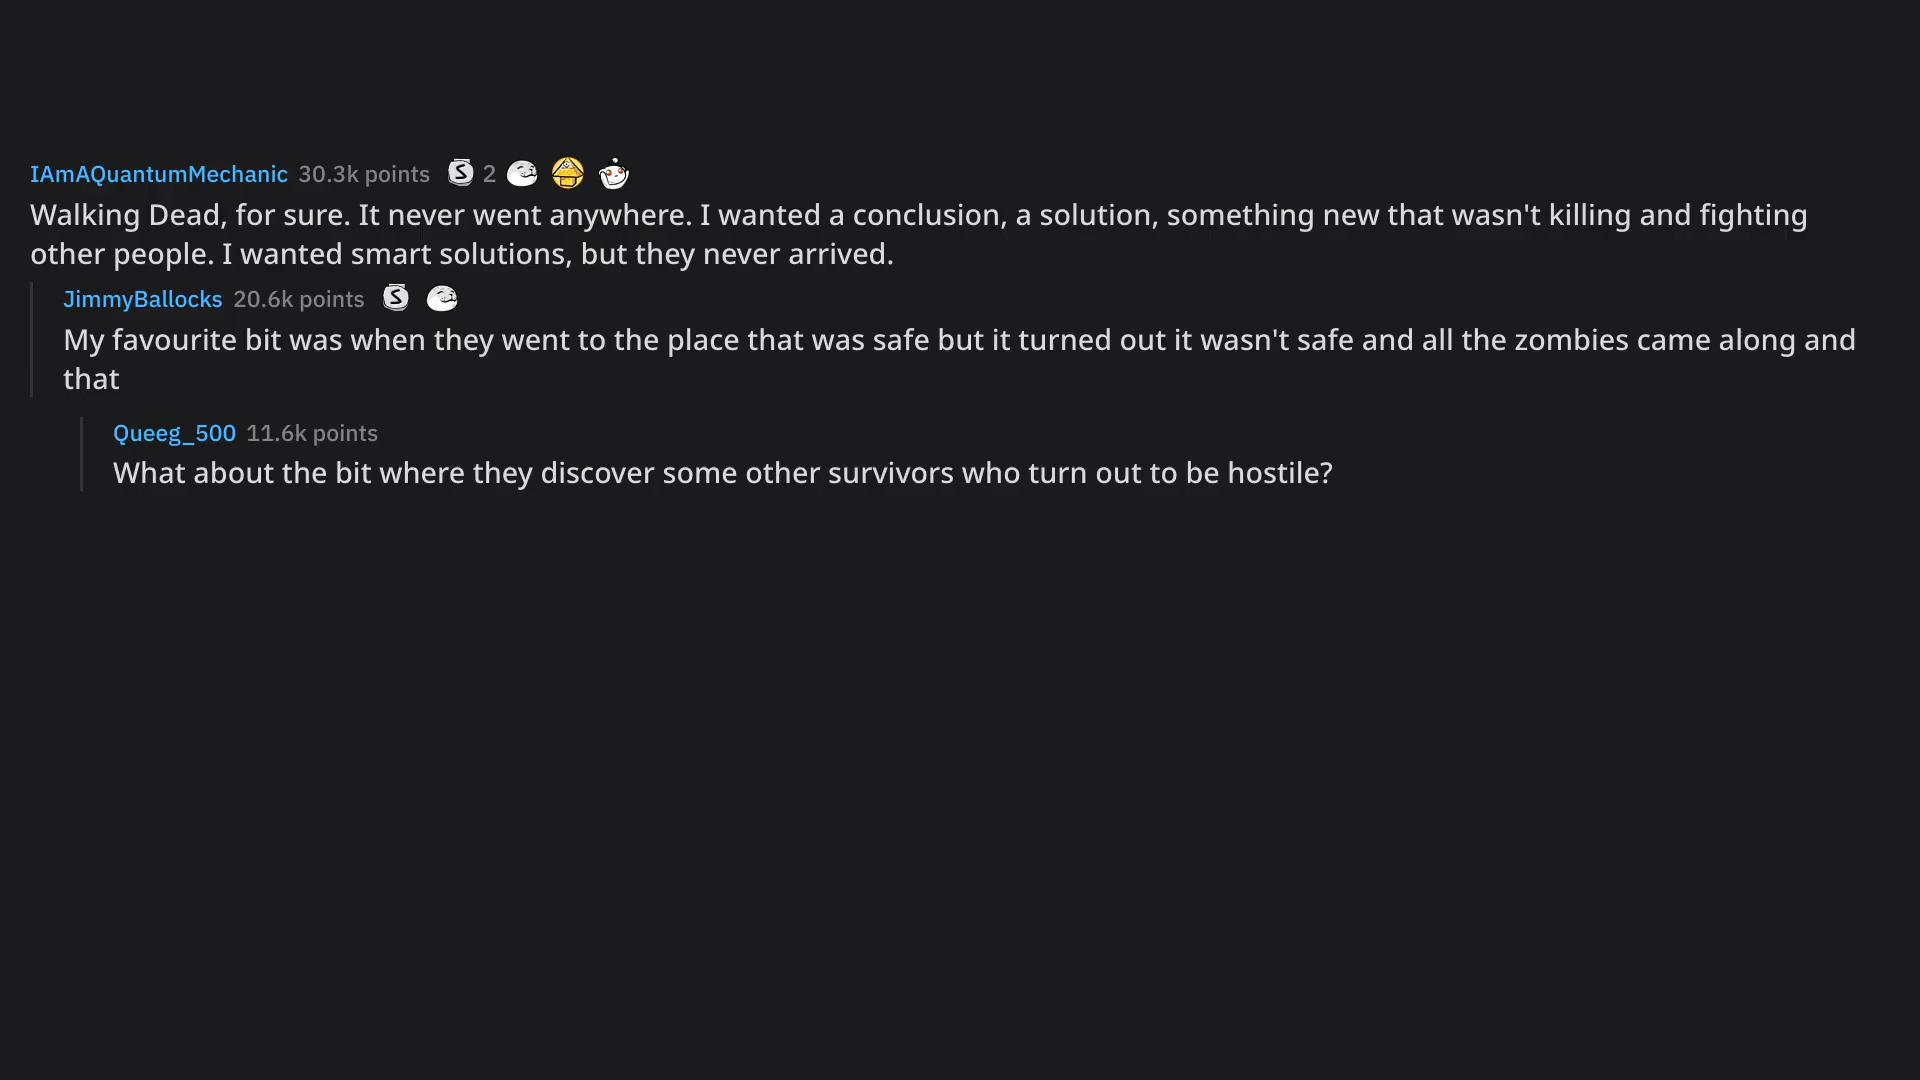 IAmAQuantumMechanic 30.3k points S 2
Walking Dead, for sure. It never went anywhere. I wanted a conclusion, a solution, something new that wasn't killing and fighting
other people. I wanted smart solutions, but they never arrived.
JimmyBallocks 20.6k points S
My favourite bit was when they went to the place that was safe but it turned out it wasn't safe and all the zombies came along and
that
Queeg_500 11.6k points
What about the bit where they discover some other survivors who turn out to be hostile?